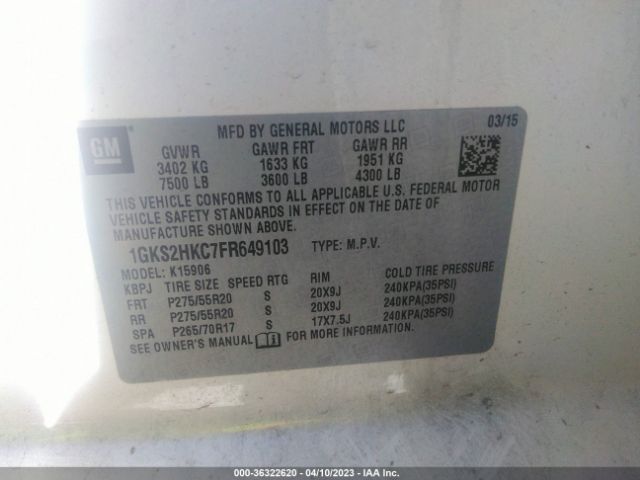 GM
MFD BY GENERAL MOTORS LLC 03/15
GVWR GAWR FRT GAWR RR
3402 KG 1633 KG 1951 KG
7500 LB 3600 LB 4300 LB
THIS VEHICLE CONFORMS TO ALL APPLICABLE U.S. FEDERAL MOTOR
VEHICLE SAFETY STANDARDS IN EFFECT ON THE DATE OF
MANUFACTURE SHOWN ABOVE.
1GKS2HKC7FR649103 TYPE: M.P.V.
MODEL: K15906
KBPJ TIRE SIZE SPEED RTG RIM COLD TIRE PRESSURE
FRT P275/55R20 S 20X9J 240KPA(35PSI)
RR P275/55R20 S 20X9J 240KPA(35PSI)
SPA P265/70R17 S 17X7.5J 240KPA(35PSI)
SEE OWNER'S MANUAL FOR MORE INFORMATION.
000-36322620 - 04/10/2023 - IAA Inc.